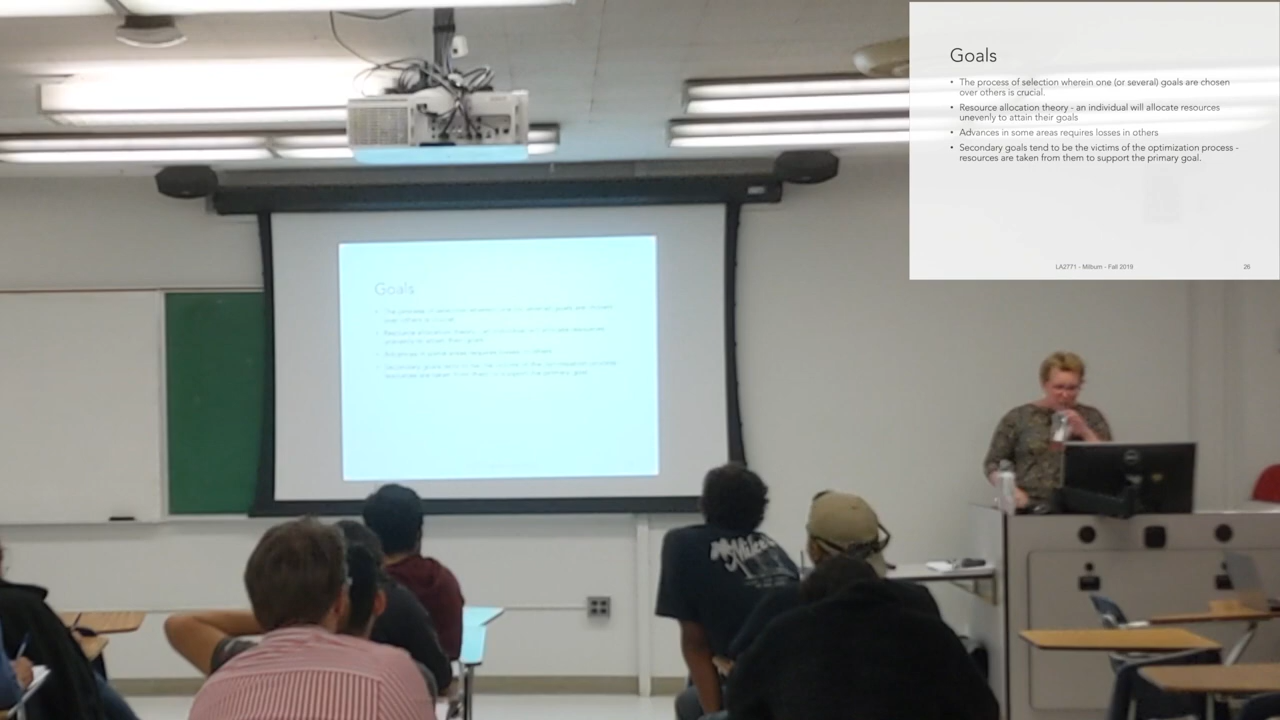 Goals
• The process of selection wherein one (or several) goals are chosen
over others is crucial.
• Resource allocation theory - an individual will allocate resources
unevenly to attain their goals
• Advances in some areas requires losses in others
• Secondary goals tend to be the victims of the optimization process -
resources are taken from them to support the primary goal.
LA2771 - Milburn - Fall 2019
26
Goals